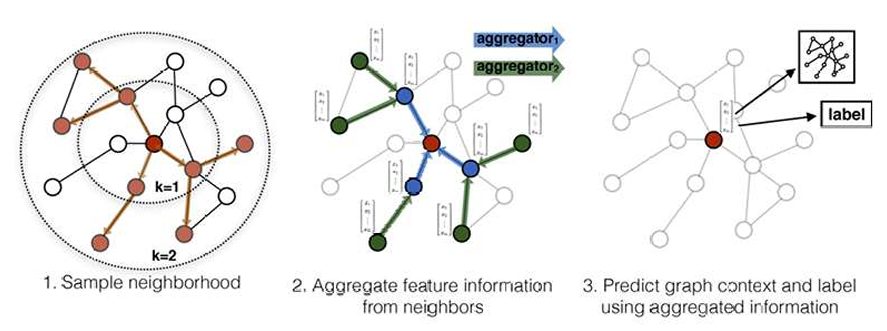 aggregator₁
aggregator₂
label
k=1
k=2
1. Sample neighborhood
2. Aggregate feature information
from neighbors
3. Predict graph context and label
using aggregated information